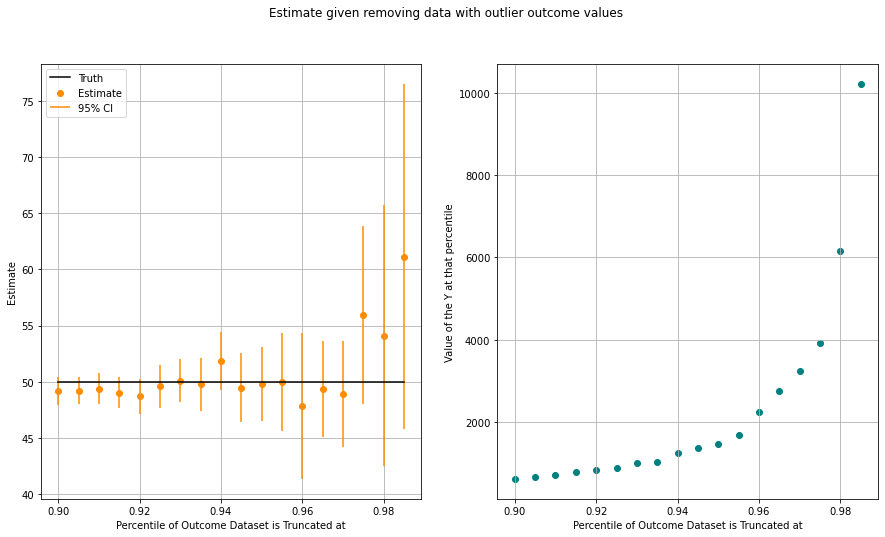 Estimate given removing data with outlier outcome values
Truth
Estimate
95% CI
75
70
65
60
55
50
45
40
Estimate
0.90
0.92
0.94
0.96
0.98
Percentile of Outcome Dataset is Truncated at
10000
8000
6000
4000
2000
Value of the Y at that percentile
0.90
0.92
0.94
0.96
0.98
Percentile of Outcome Dataset is Truncated at